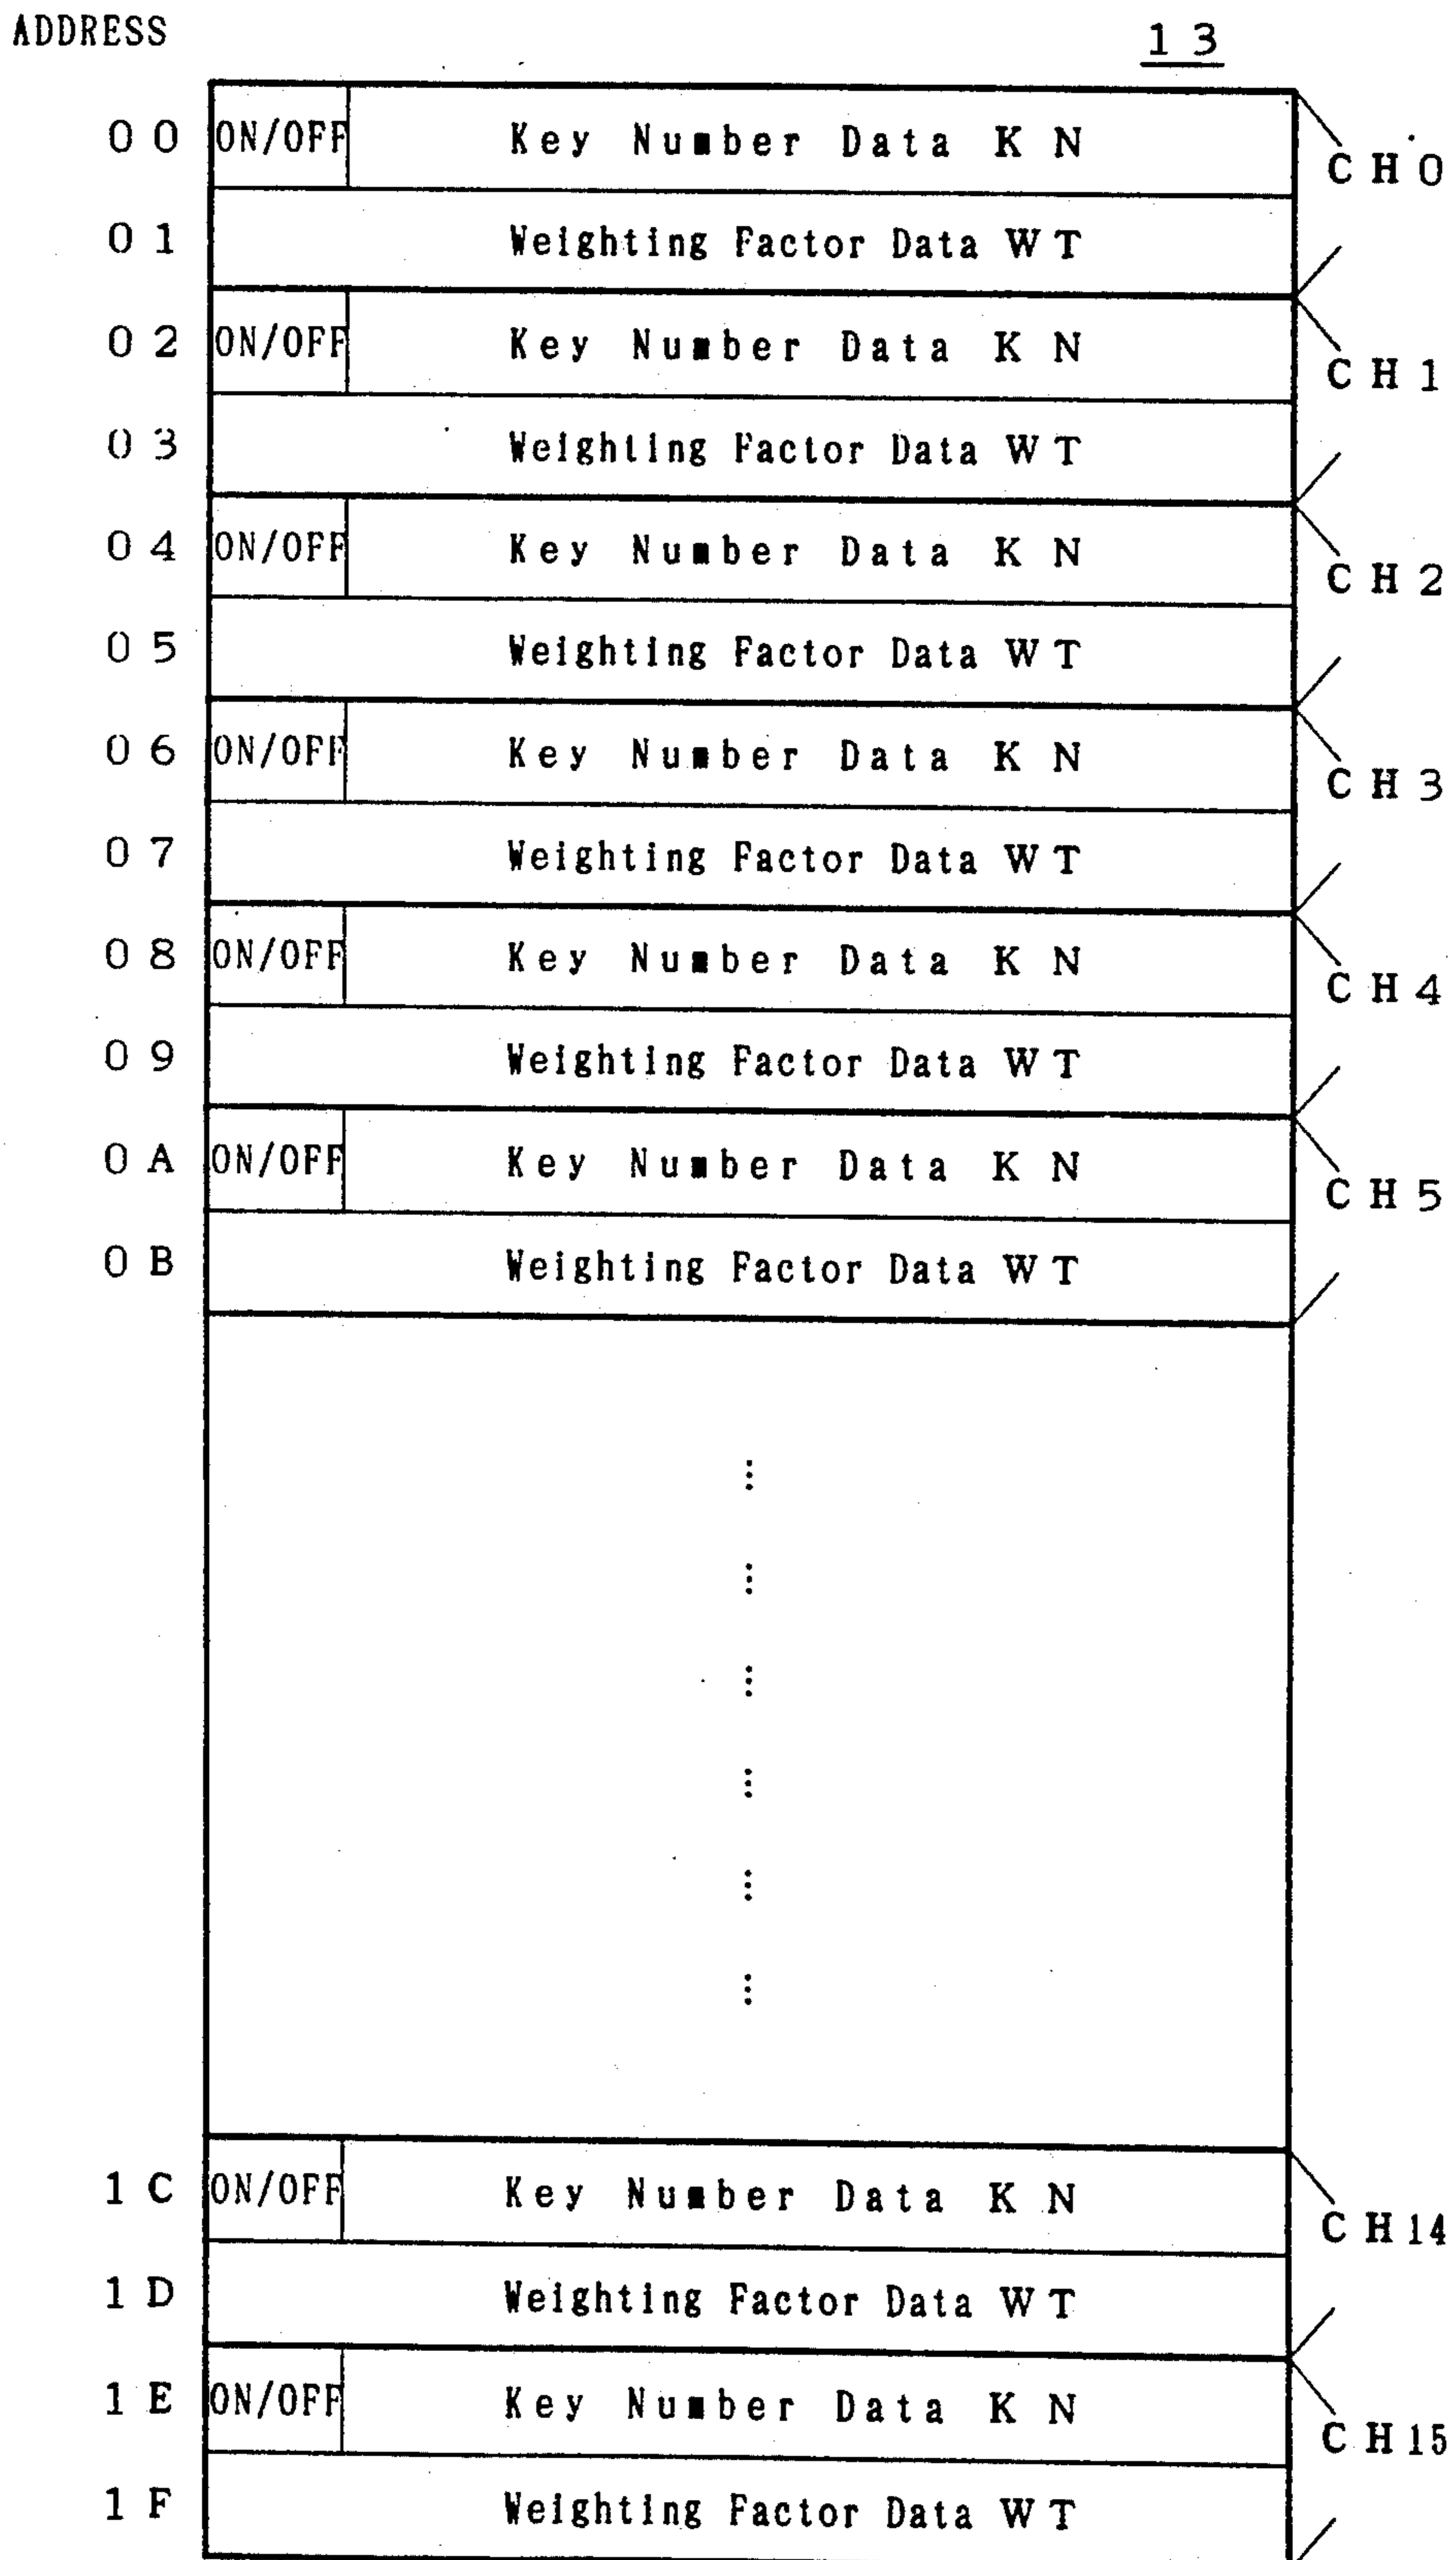 ADDRESS
13
00 ON/OFF Key Number Data KN
CH0
01 Weighting Factor Data WT
02 ON/OFF Key Number Data KN
CH1
03 Weighting Factor Data WT
04 ON/OFF Key Number Data KN
CH2
05 Weighting Factor Data WT
06 ON/OFF Key Number Data KN
CH3
07 Weighting Factor Data WT
08 ON/OFF Key Number Data KN
CH4
09 Weighting Factor Data WT
0A ON/OFF Key Number Data KN
CH5
0B Weighting Factor Data WT
⋮
⋮
⋮
⋮
⋮
⋮
1C ON/OFF Key Number Data KN
CH14
1D Weighting Factor Data WT
1E ON/OFF Key Number Data KN
CH15
1F Weighting Factor Data WT